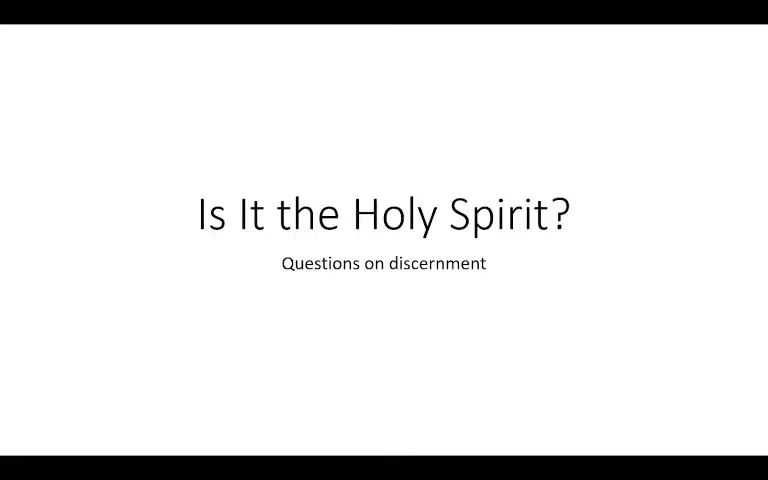 Is It the Holy Spirit?
Questions on discernment